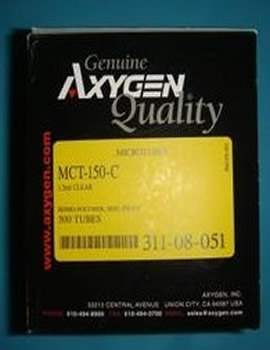 Genuine
AXYGEN
Quality
www.axygen.com
MICROTUBES
MCT-150-C
1.5ml CLEAR
500 TUBES
311-08-051
AXYGEN, INC.
CENTRAL AVENUE UNION CITY, CA 94587 USA
PHONE 510-494-8900 FAX 510-494-0700 EMAIL sales@axygen.com